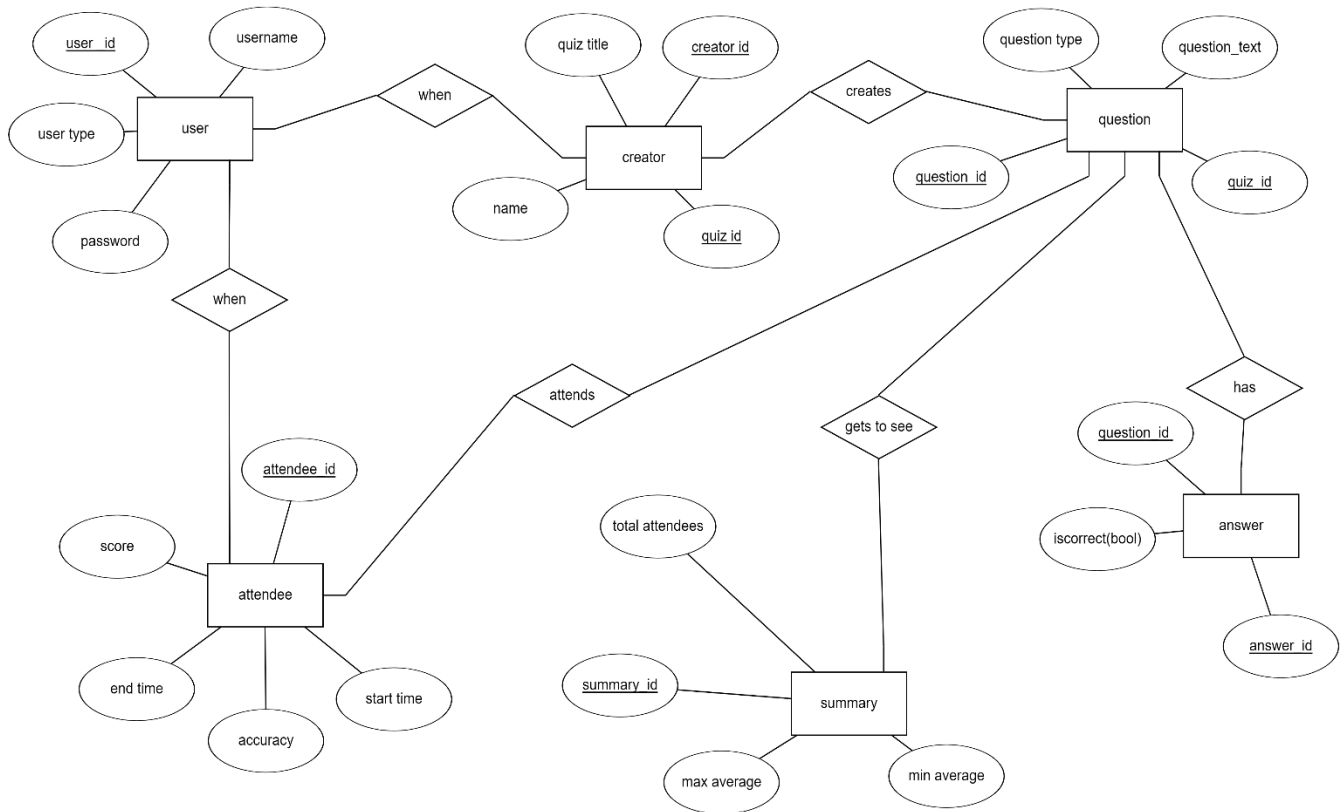 user_id
username
user
user type
password
when
when
quiz title
creator id
creator
name
quiz id
creates
question type
question_text
question
question_id
quiz_id
attends
gets to see
has
question_id
answer
iscorrect(bool)
answer_id
attendee_id
score
attendee
end time
accuracy
start time
total attendees
summary_id
summary
max average
min average